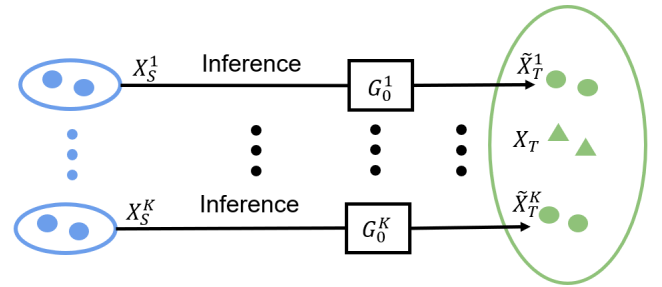 X_S^1 Inference G_0^1 X̃_T^1
X_T
X_S^K Inference G_0^K X̃_T^K